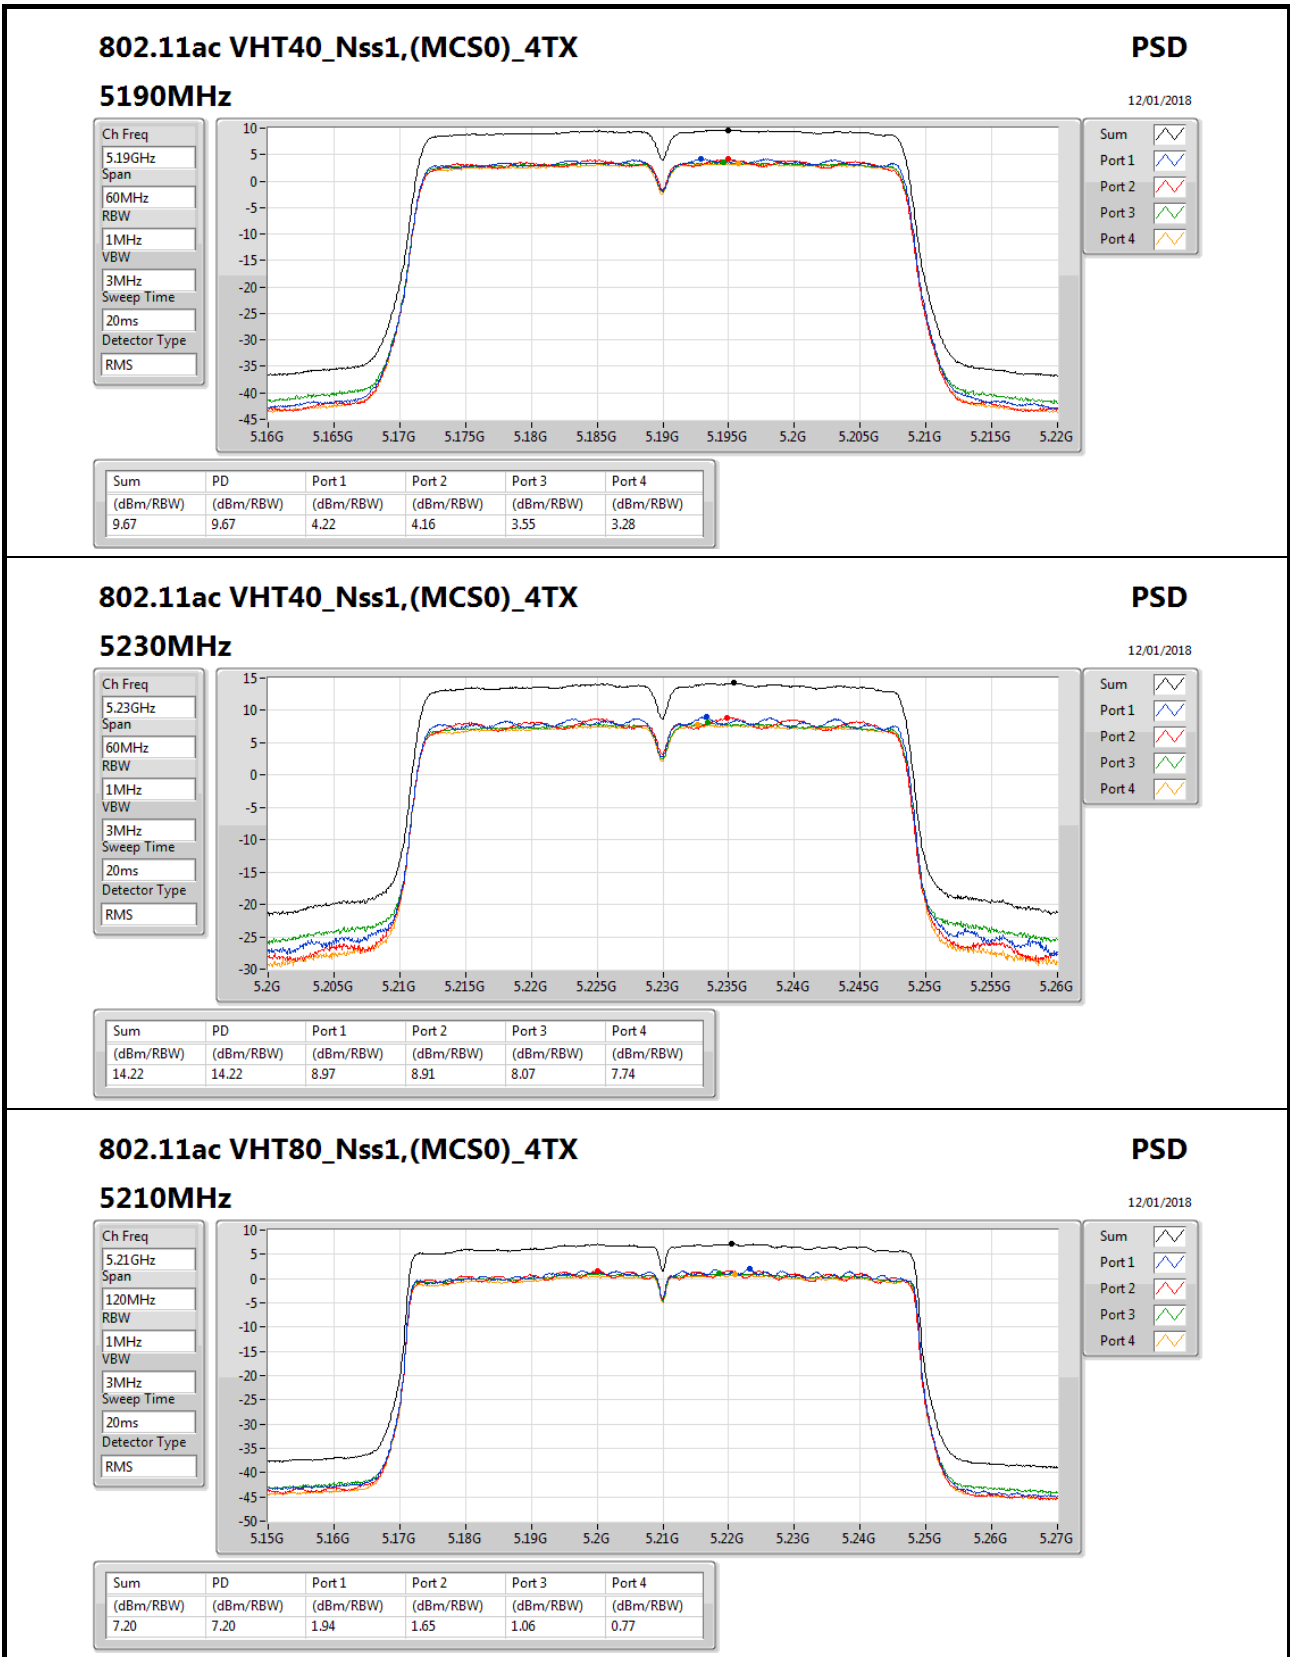 802.11ac VHT40_Nss1,(MCS0)_4TX PSD
5190MHz 12/01/2018
Ch Freq
5.19GHz
Span
60MHz
RBW
1MHz
VBW
3MHz
Sweep Time
20ms
Detector Type
RMS
10
5
0
-5
-10
-15
-20
-25
-30
-35
-40
-45
5.16G 5.165G 5.17G 5.175G 5.18G 5.185G 5.19G 5.195G 5.2G 5.205G 5.21G 5.215G 5.22G
Sum
Port 1
Port 2
Port 3
Port 4
Sum PD Port 1 Port 2 Port 3 Port 4
(dBm/RBW) (dBm/RBW) (dBm/RBW) (dBm/RBW) (dBm/RBW) (dBm/RBW)
9.67 9.67 4.22 4.16 3.55 3.28
802.11ac VHT40_Nss1,(MCS0)_4TX PSD
5230MHz 12/01/2018
Ch Freq
5.23GHz
Span
60MHz
RBW
1MHz
VBW
3MHz
Sweep Time
20ms
Detector Type
RMS
15
10
5
0
-5
-10
-15
-20
-25
-30
5.2G 5.205G 5.21G 5.215G 5.22G 5.225G 5.23G 5.235G 5.24G 5.245G 5.25G 5.255G 5.26G
Sum
Port 1
Port 2
Port 3
Port 4
Sum PD Port 1 Port 2 Port 3 Port 4
(dBm/RBW) (dBm/RBW) (dBm/RBW) (dBm/RBW) (dBm/RBW) (dBm/RBW)
14.22 14.22 8.97 8.91 8.07 7.74
802.11ac VHT80_Nss1,(MCS0)_4TX PSD
5210MHz 12/01/2018
Ch Freq
5.21GHz
Span
120MHz
RBW
1MHz
VBW
3MHz
Sweep Time
20ms
Detector Type
RMS
10
5
0
-5
-10
-15
-20
-25
-30
-35
-40
-45
-50
5.15G 5.16G 5.17G 5.18G 5.19G 5.2G 5.21G 5.22G 5.23G 5.24G 5.25G 5.26G 5.27G
Sum
Port 1
Port 2
Port 3
Port 4
Sum PD Port 1 Port 2 Port 3 Port 4
(dBm/RBW) (dBm/RBW) (dBm/RBW) (dBm/RBW) (dBm/RBW) (dBm/RBW)
7.20 7.20 1.94 1.65 1.06 0.77